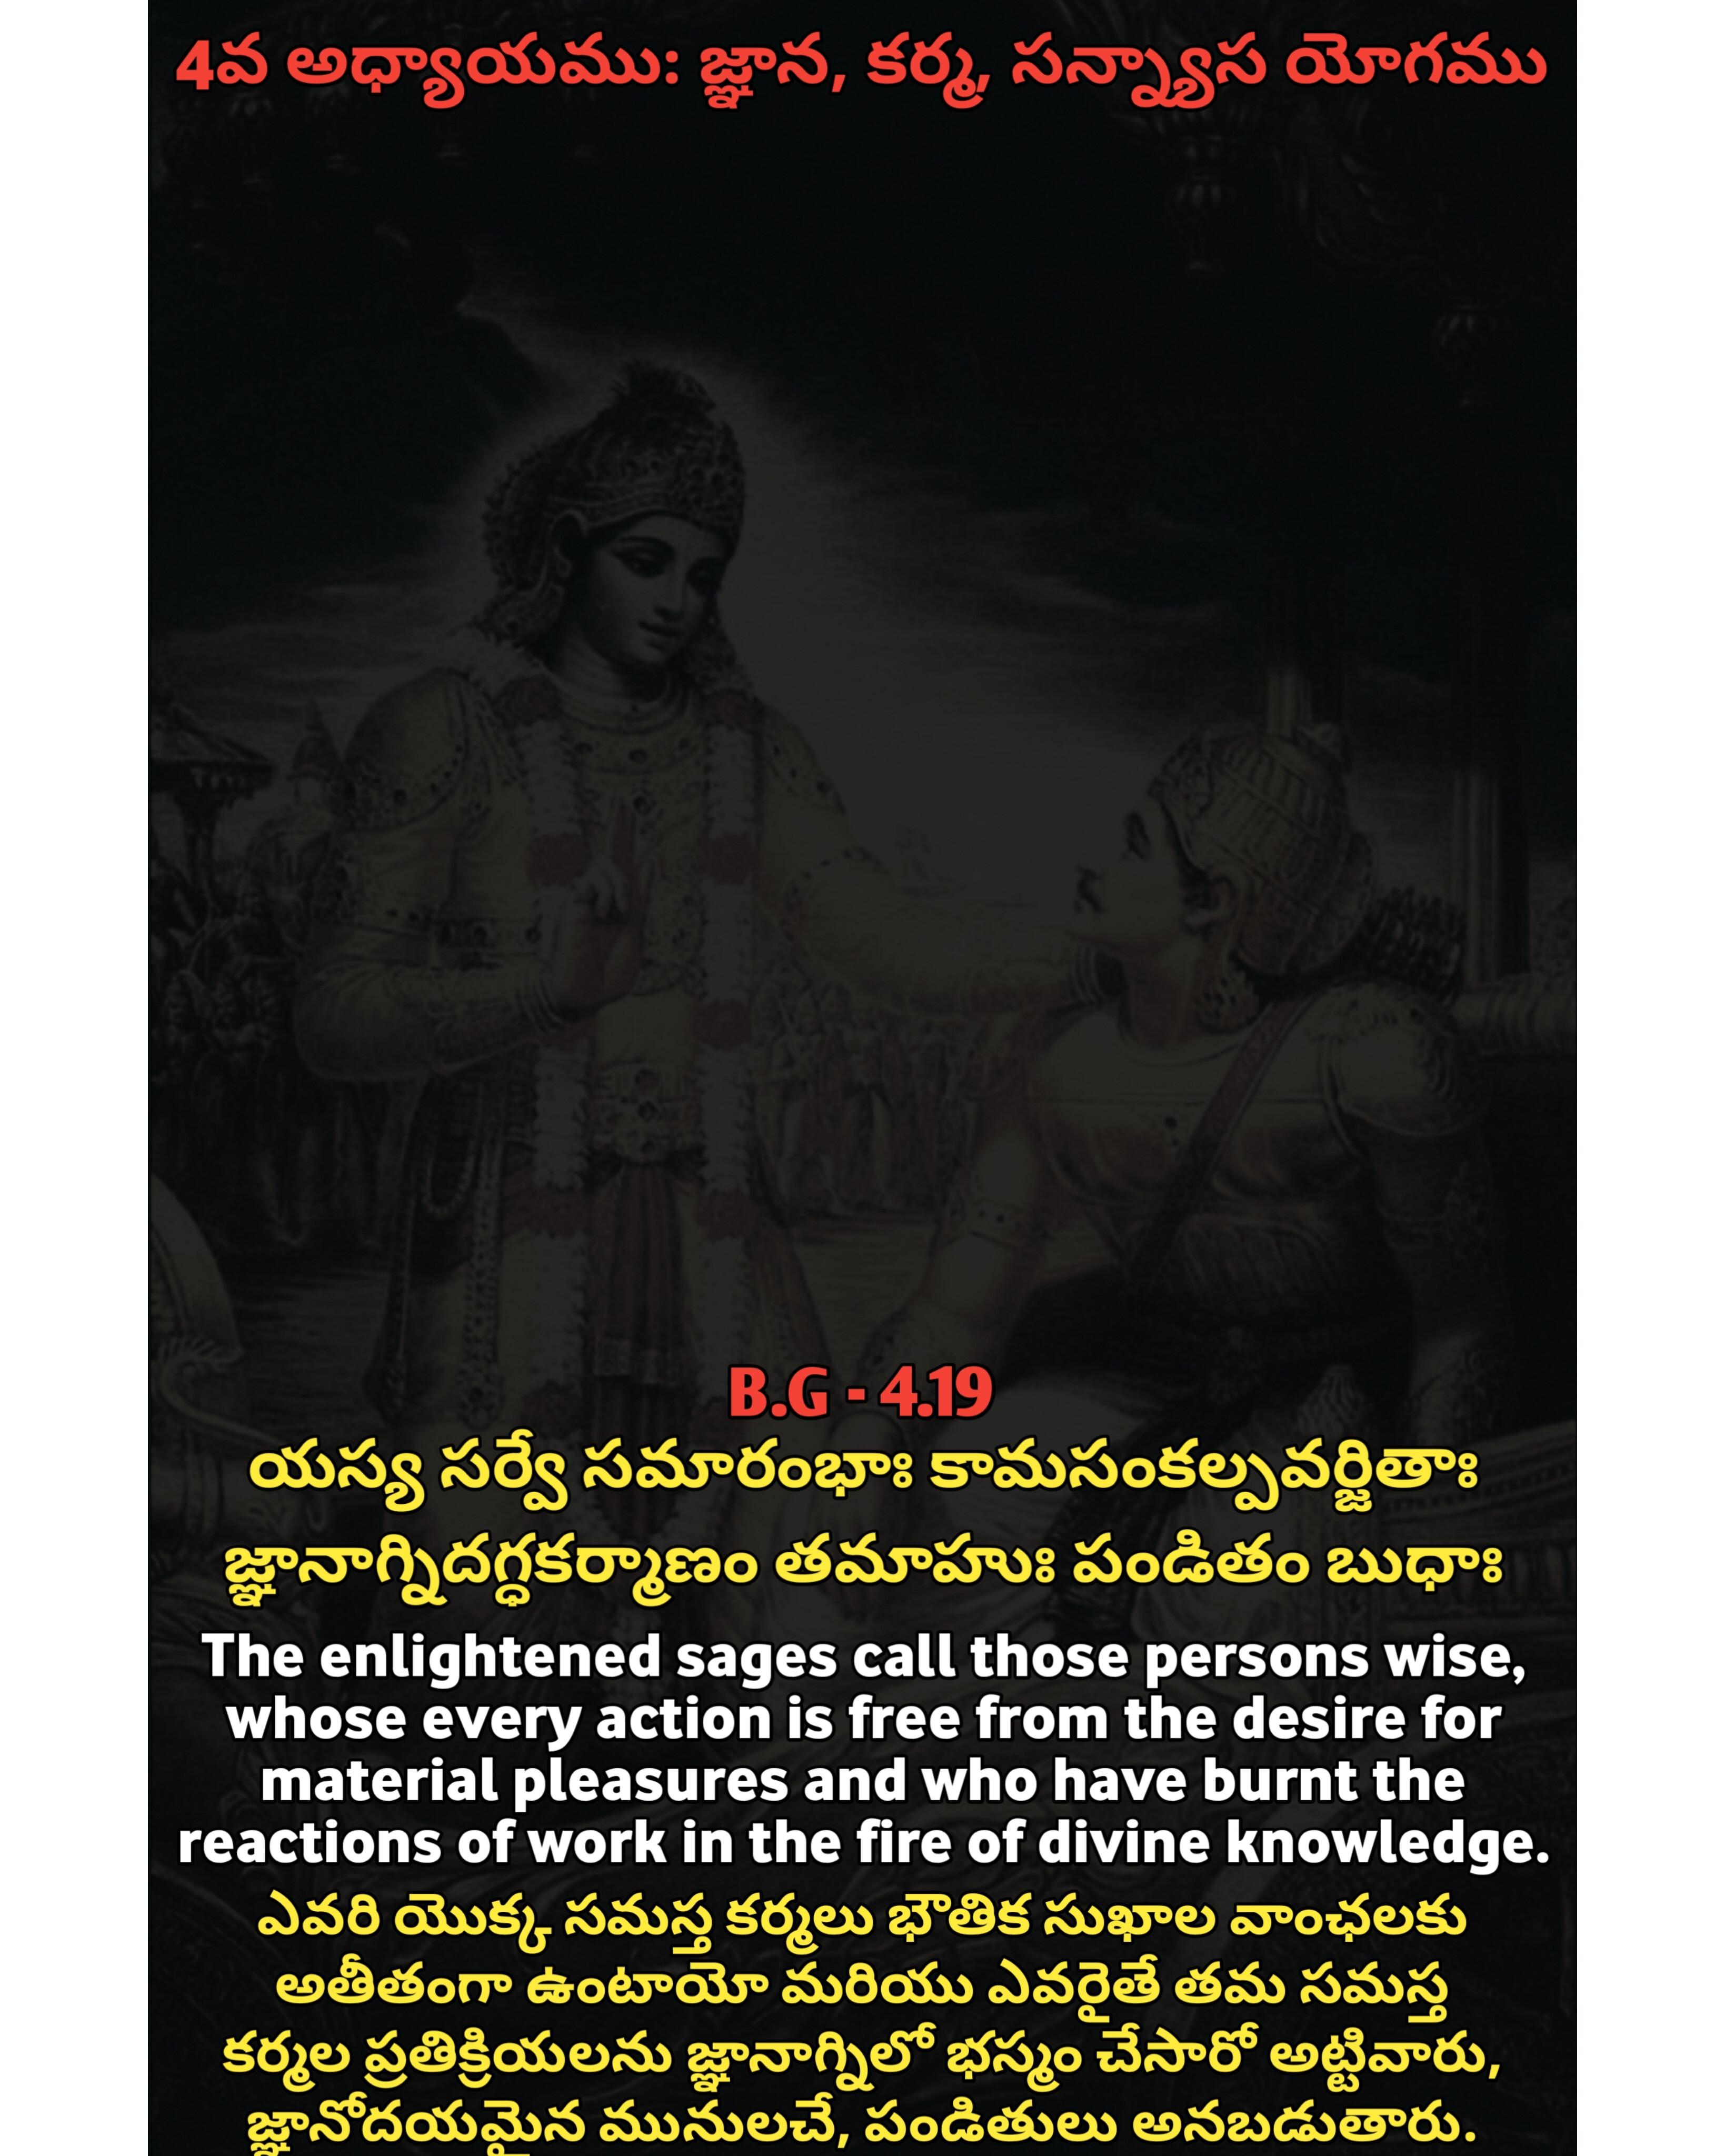 4వ అధ్యాయము: జ్ఞాన, కర్మ, సన్న్యాస యోగము
B.G - 4.19
యస్య సర్వే సమారంభాః కామసంకల్పవర్జితాః
జ్ఞానాగ్నిదగ్ధకర్మాణం తమాహుః పండితం బుధాః
The enlightened sages call those persons wise,
whose every action is free from the desire for
material pleasures and who have burnt the
reactions of work in the fire of divine knowledge.
ఎవరి యొక్క సమస్త కర్మలు భౌతిక సుఖాల వాంఛలకు
అతీతంగా ఉంటాయో మరియు ఎవరైతే తమ సమస్త
కర్మల ప్రతిక్రియలను జ్ఞానాగ్నిలో భస్మం చేసారో అట్టివారు,
జ్ఞానోదయమైన మునులచే, పండితులు అనబడుతారు.